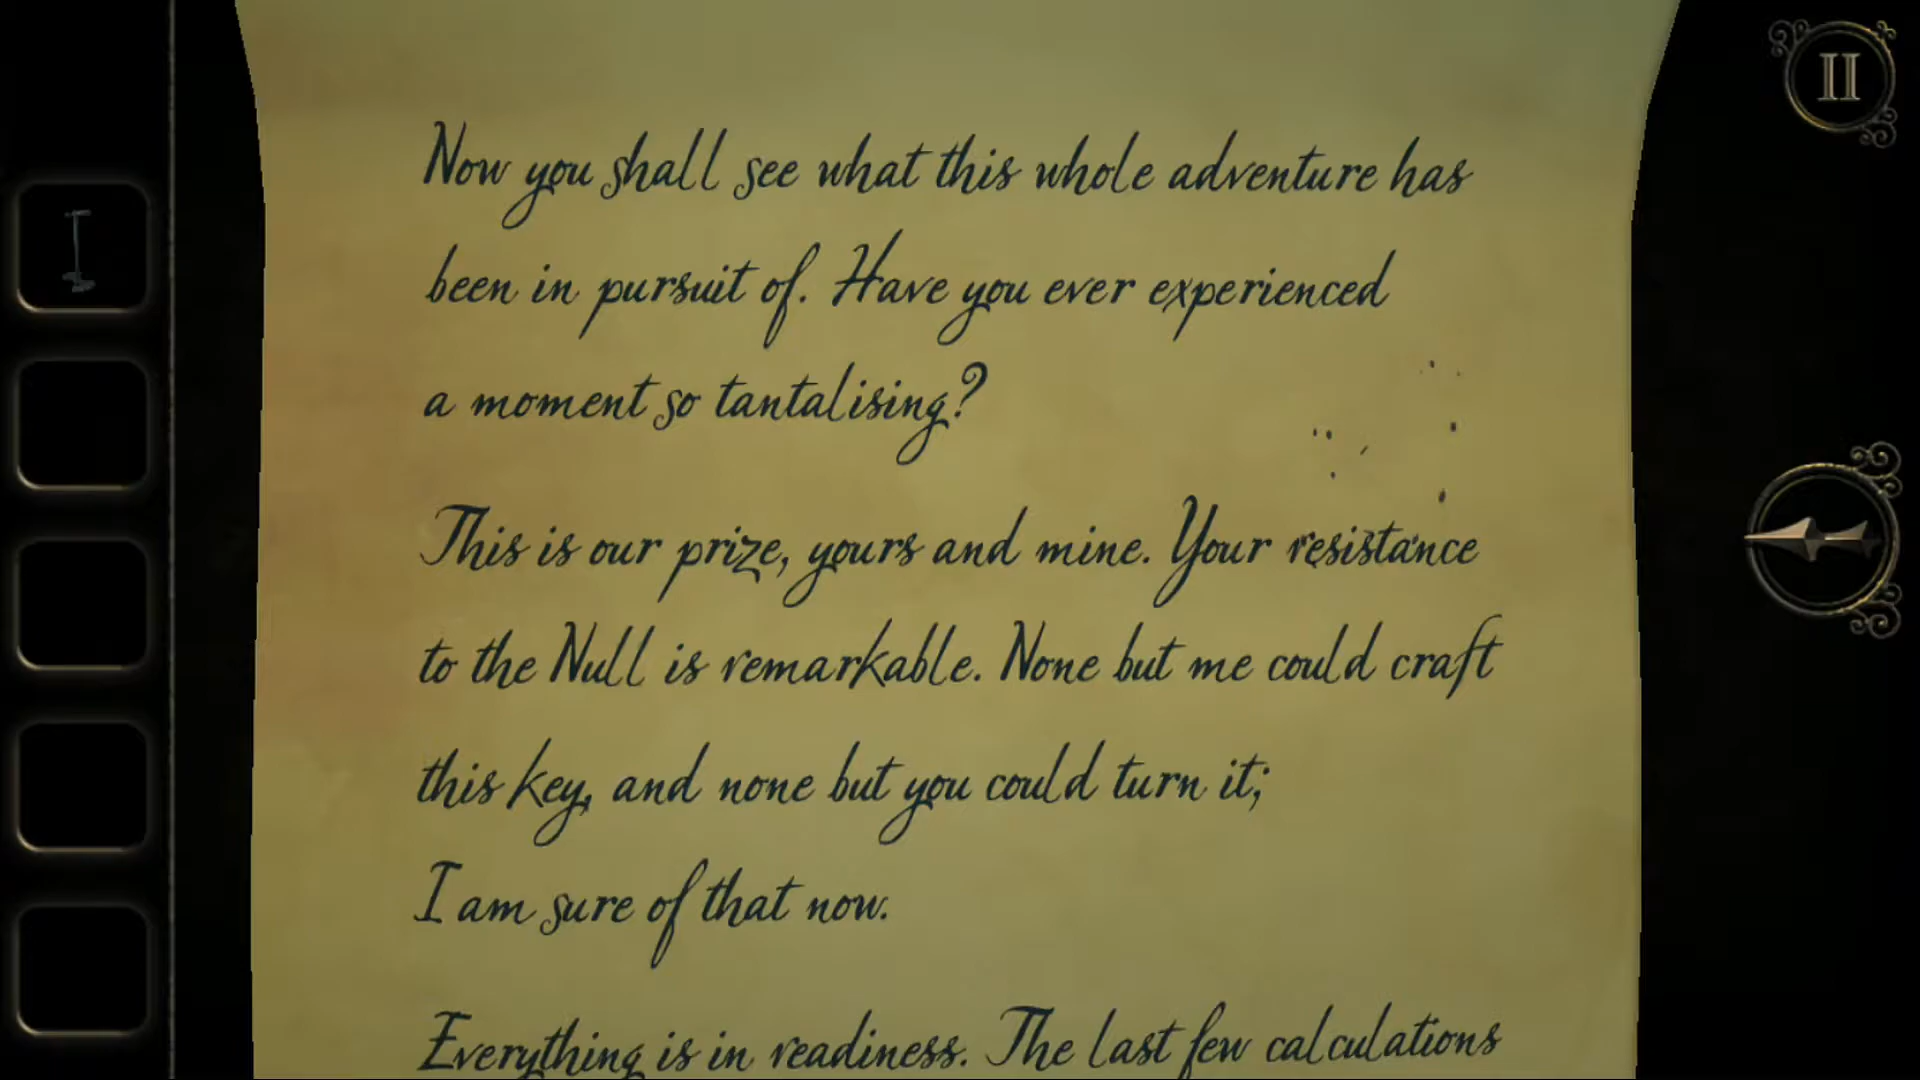 Now you shall see what this whole adventure has
been in pursuit of. Have you ever experienced
a moment so tantalising?
This is our prize, yours and mine. Your resistance
to the Null is remarkable. None but me could craft
this key, and none but you could turn it;
I am sure of that now.
Everything is in readiness. The last few calculations
II